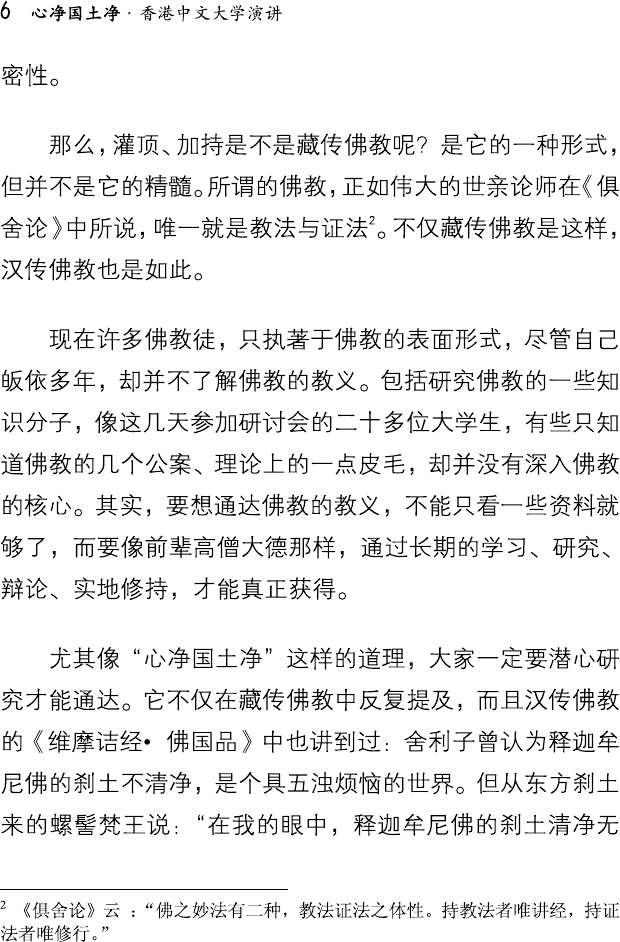 6 心净国土净·香港中文大学演讲
密性。
那么，灌顶、加持是不是藏传佛教呢？是它的一种形式，
但并不是它的精髓。所谓的佛教，正如伟大的世亲论师在《俱
舍论》中所说，唯一就是教法与证法2。不仅藏传佛教是这样，
汉传佛教也是如此。
现在许多佛教徒，只执著于佛教的表面形式，尽管自己
皈依多年，却并不了解佛教的教义。包括研究佛教的一些知
识分子，像这几天参加研讨会的二十多位大学生，有些只知
道佛教的几个公案、理论上的一点皮毛，却并没有深入佛教
的核心。其实，要想通达佛教的教义，不能只看一些资料就
够了，而要像前辈高僧大德那样，通过长期的学习、研究、
辩论、实地修持，才能真正获得。
尤其像“心净国土净”这样的道理，大家一定要潜心研
究才能通达。它不仅在藏传佛教中反复提及，而且汉传佛教
的《维摩诘经•佛国品》中也讲到过：舍利子曾认为释迦牟
尼佛的刹土不清净，是个具五浊烦恼的世界。但从东方刹土
来的螺髻梵王说：“在我的眼中，释迦牟尼佛的刹土清净无
2 《俱舍论》云 ：“佛之妙法有二种，教法证法之体性。持教法者唯讲经，持证
法者唯修行。”